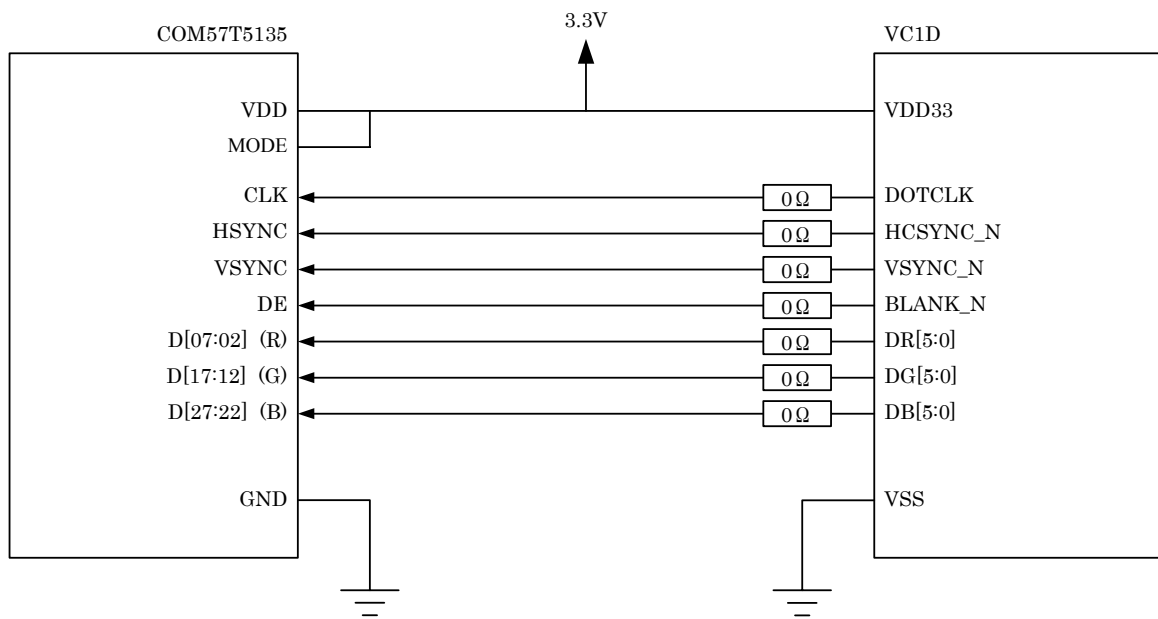 3.3V
COM57T5135
VC1D
VDD
VDD33
MODE
CLK
0Ω
DOTCLK
HSYNC
0Ω
HCSYNC_N
VSYNC
0Ω
VSYNC_N
DE
0Ω
BLANK_N
D[07:02] (R)
0Ω
DR[5:0]
D[17:12] (G)
0Ω
DG[5:0]
D[27:22] (B)
0Ω
DB[5:0]
GND
VSS